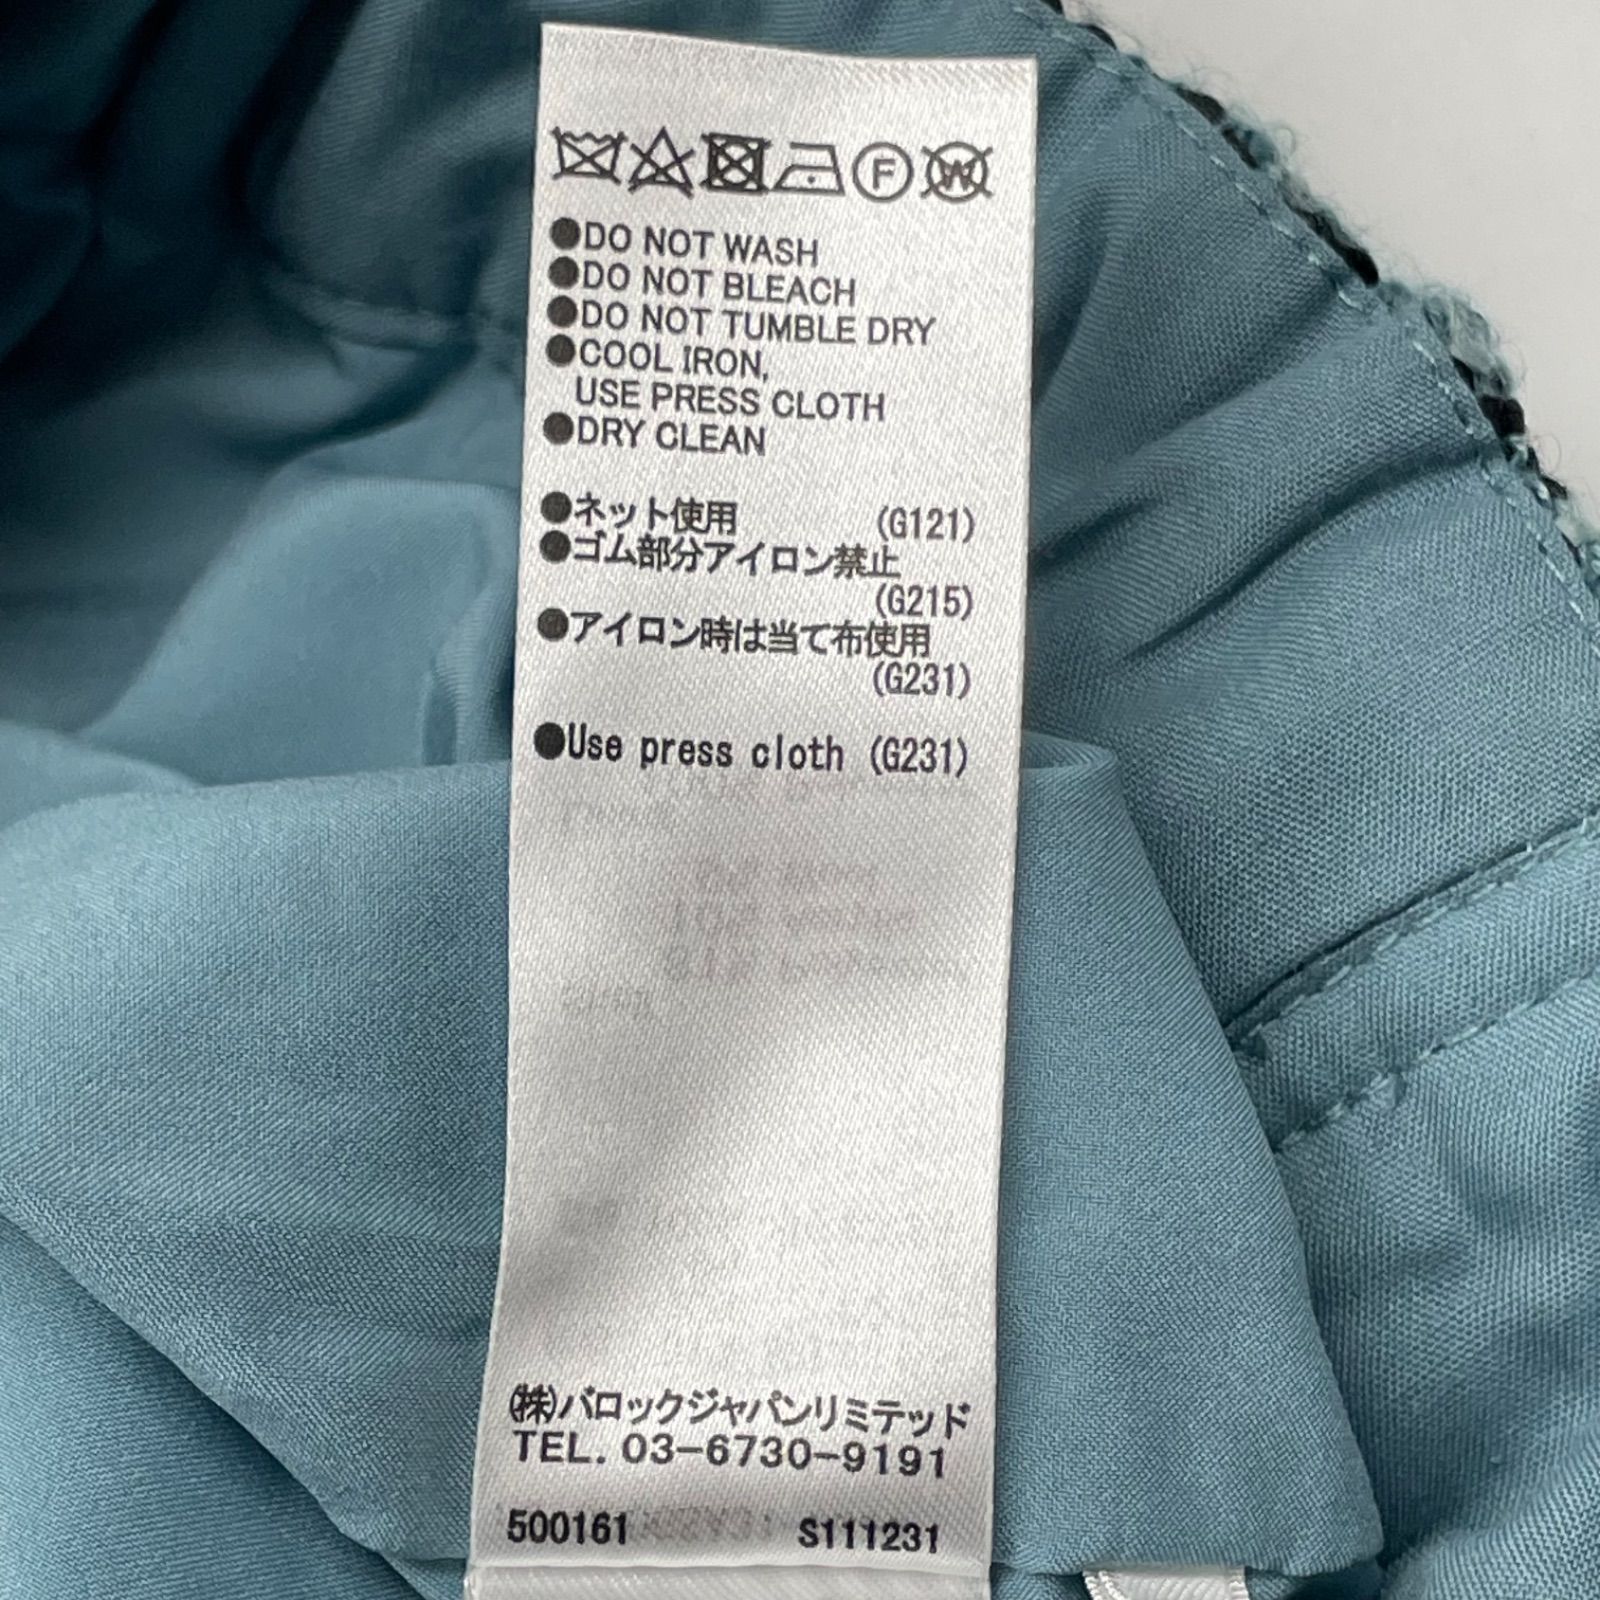 F W
●DO NOT WASH
●DO NOT BLEACH
●DO NOT TUMBLE DRY
●COOL IRON,
USE PRESS CLOTH
●DRY CLEAN
●ネット使用 (G121)
●ゴム部分アイロン禁止
(G215)
●アイロン時は当て布使用
(G231)
●Use press cloth (G231)
㈱バロックジャパンリミテッド
TEL. 03-6730-9191
500161 S111231